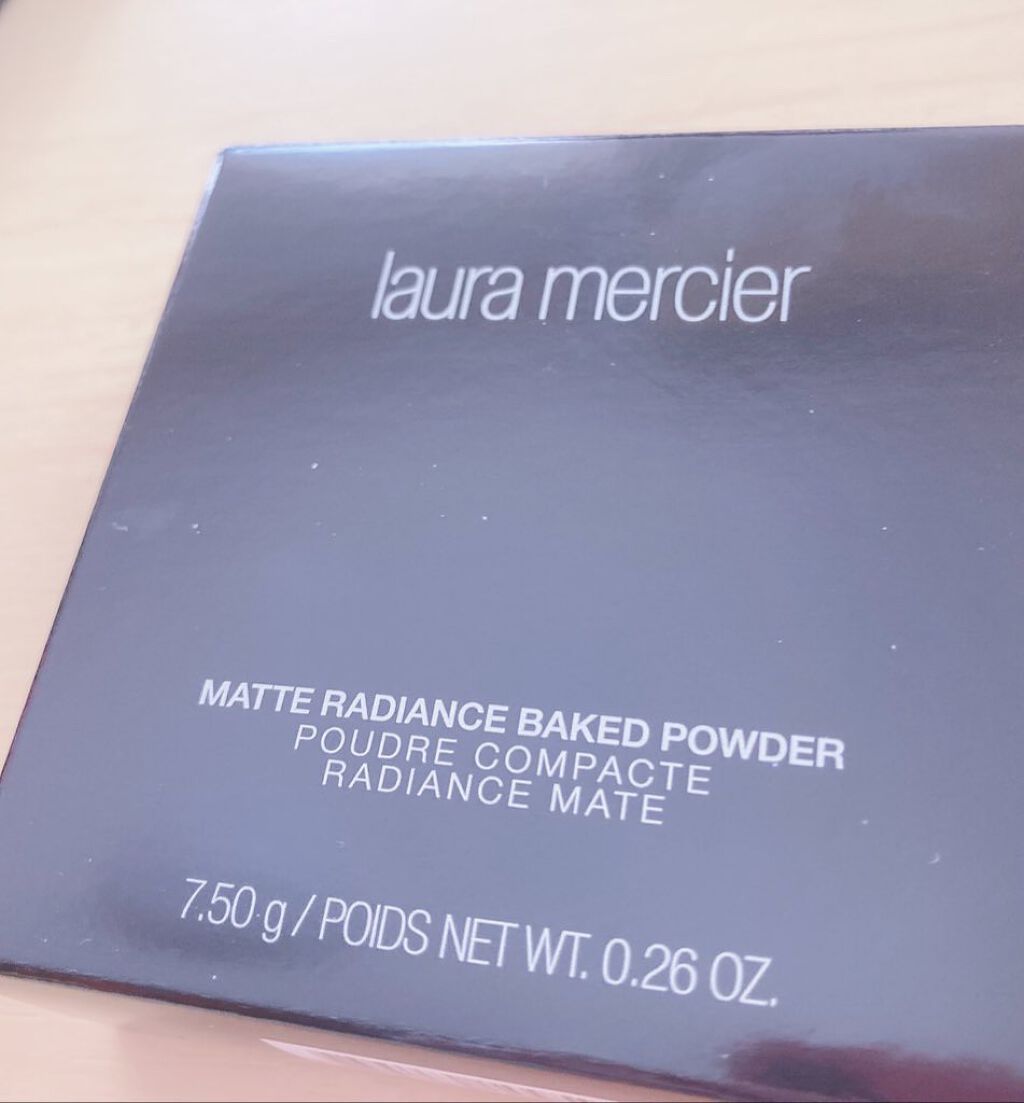 laura mercier
MATTE RADIANCE BAKED POWDER
POUDRE COMPACTE
RADIANCE MATE
7.50 g / POIDS NET WT. 0.26 OZ.